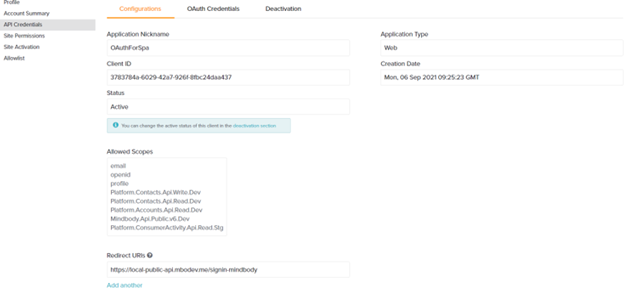 Profile
Account Summary
API Credentials
Site Permissions
Site Activation
Allowlist
Configurations
OAuth Credentials
Deactivation
Application Nickname
OAuthForSpa
Application Type
Web
Client ID
3783784a-6029-42a7-926f-8fbc24daa437
Creation Date
Mon, 06 Sep 2021 09:25:23 GMT
Status
Active
You can change the active status of this client in the deactivation section
Allowed Scopes
email
openid
profile
Platform.Contacts.Api.Write.Dev
Platform.Contacts.Api.Read.Dev
Platform.Accounts.Api.Read.Dev
Mindbody.Api.Public.v6.Dev
Platform.ConsumerActivity.Api.Read.Stg
Redirect URIs
https://local-public-api.mbodev.me/signin-mindbody
Add another